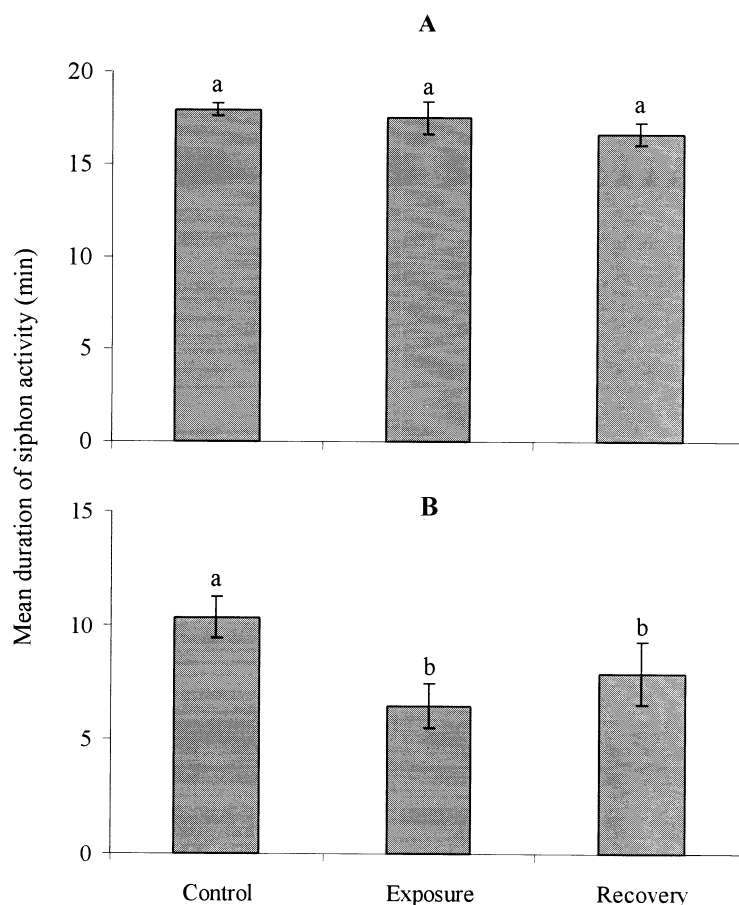 A
Mean duration of siphon activity (min)
20
15
10
5
0
a
a
a
B
15
10
5
0
a
b
b
Control Exposure Recovery